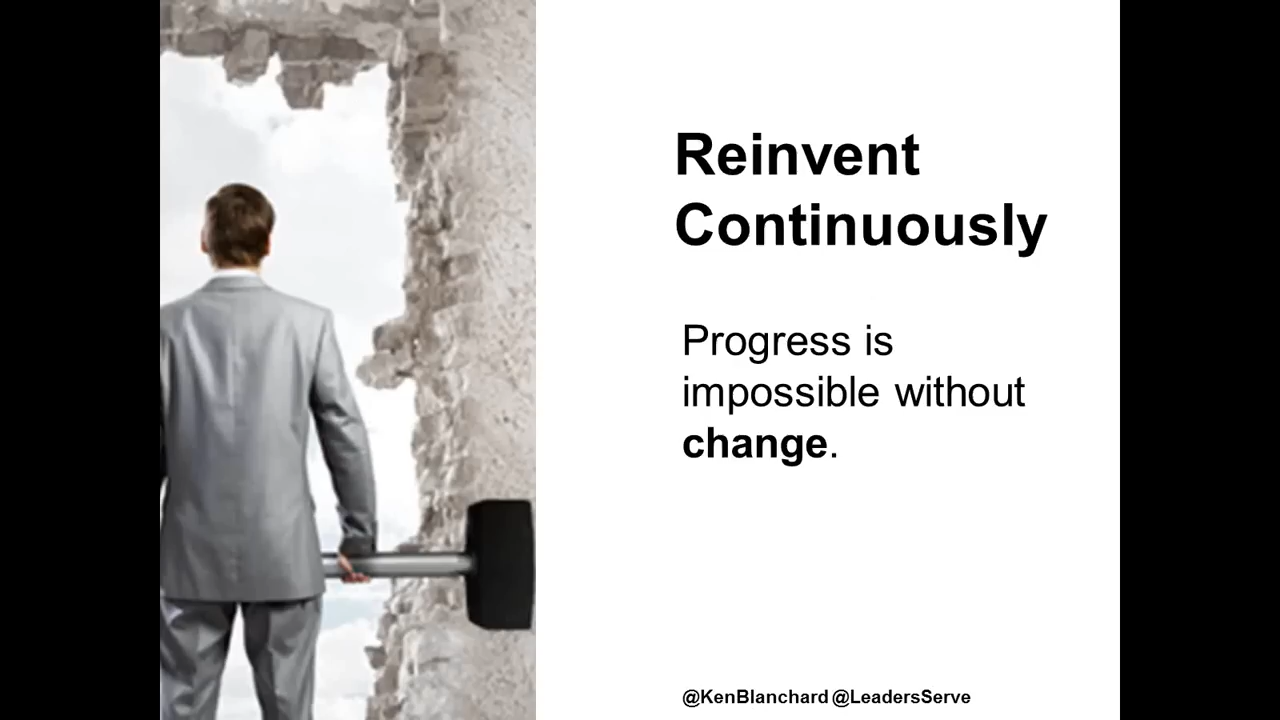 Reinvent
Continuously
Progress is
impossible without
change.
@KenBlanchard @LeadersServe